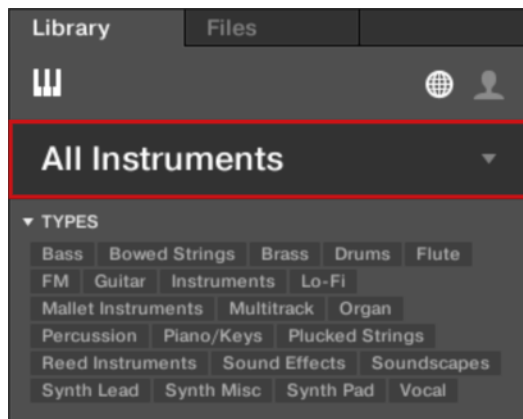 Library Files
All Instruments
TYPES
Bass Bowed Strings Brass Drums Flute
FM Guitar Instruments Lo-Fi
Mallet Instruments Multitrack Organ
Percussion Piano/Keys Plucked Strings
Reed Instruments Sound Effects Soundscapes
Synth Lead Synth Misc Synth Pad Vocal